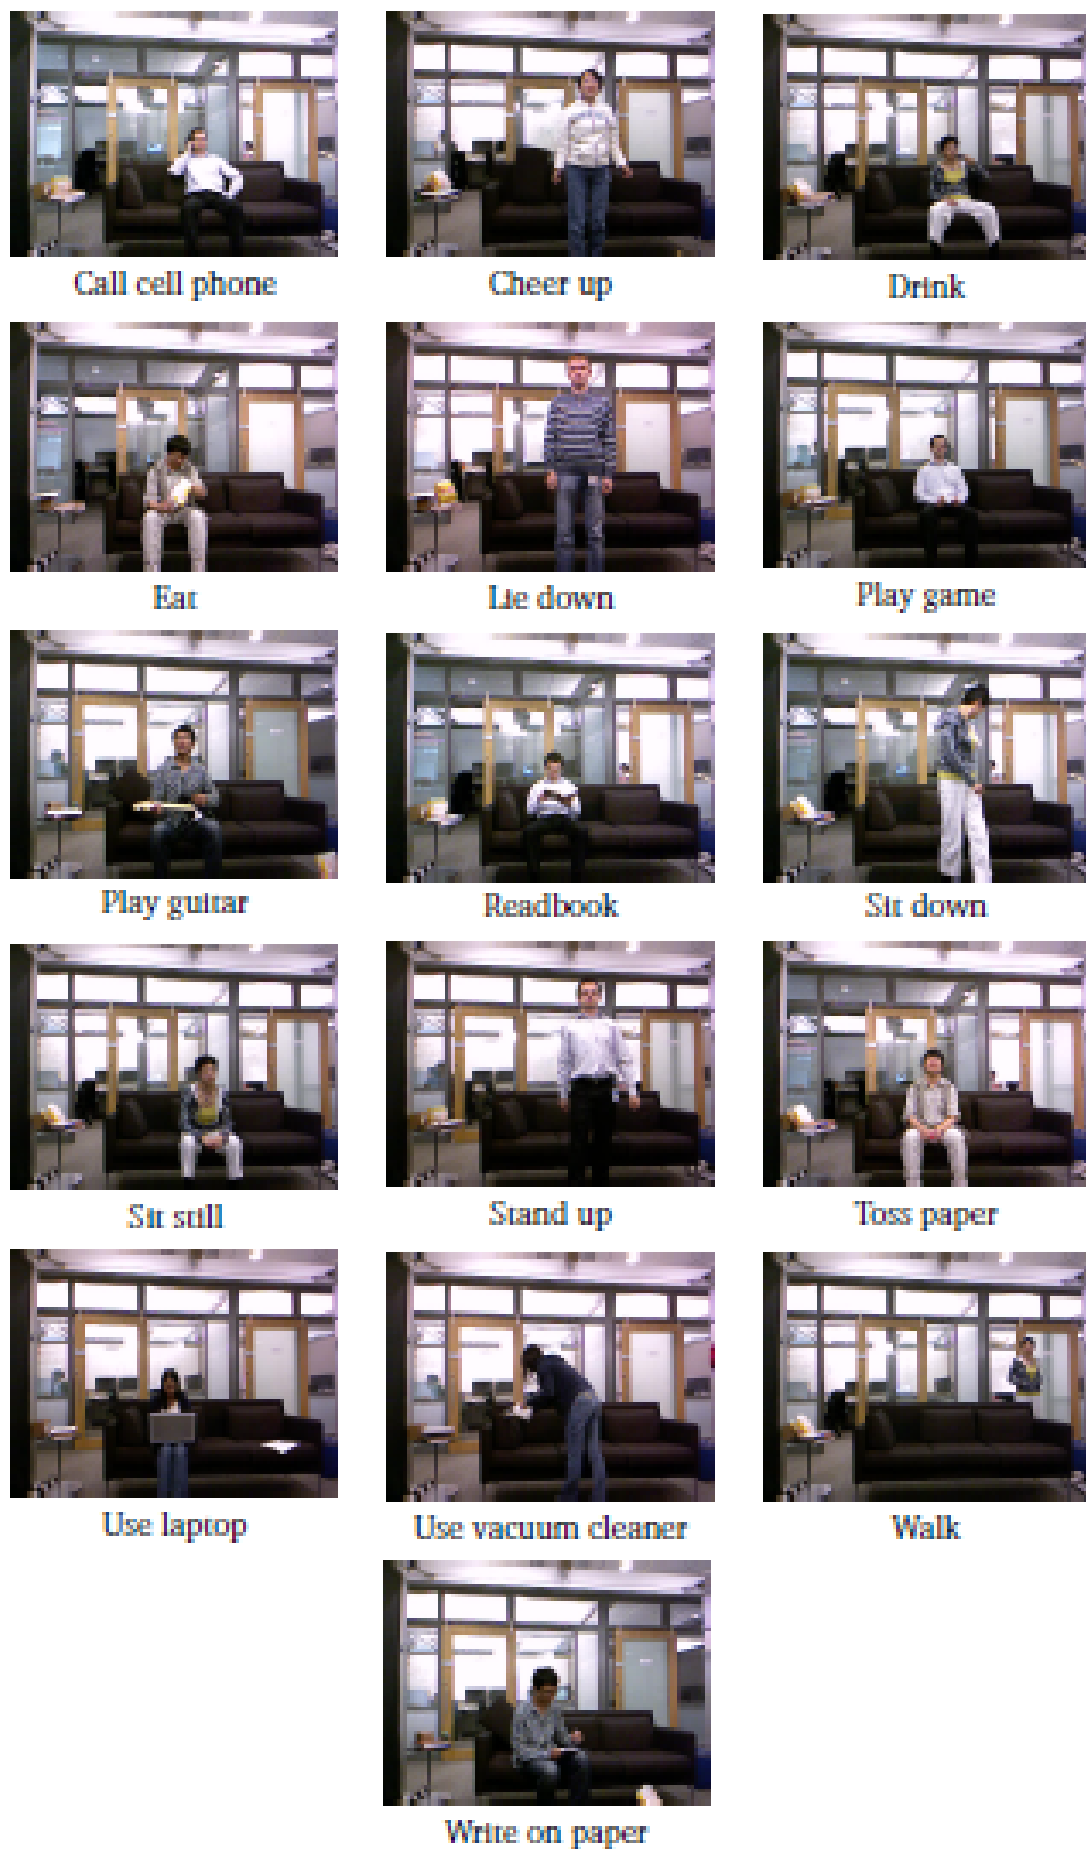 Call cell phone
Cheer up
Drink
Eat
Lie down
Play game
Play guitar
Readbook
Sit down
Sit still
Stand up
Toss paper
Use laptop
Use vacuum cleaner
Walk
Write on paper